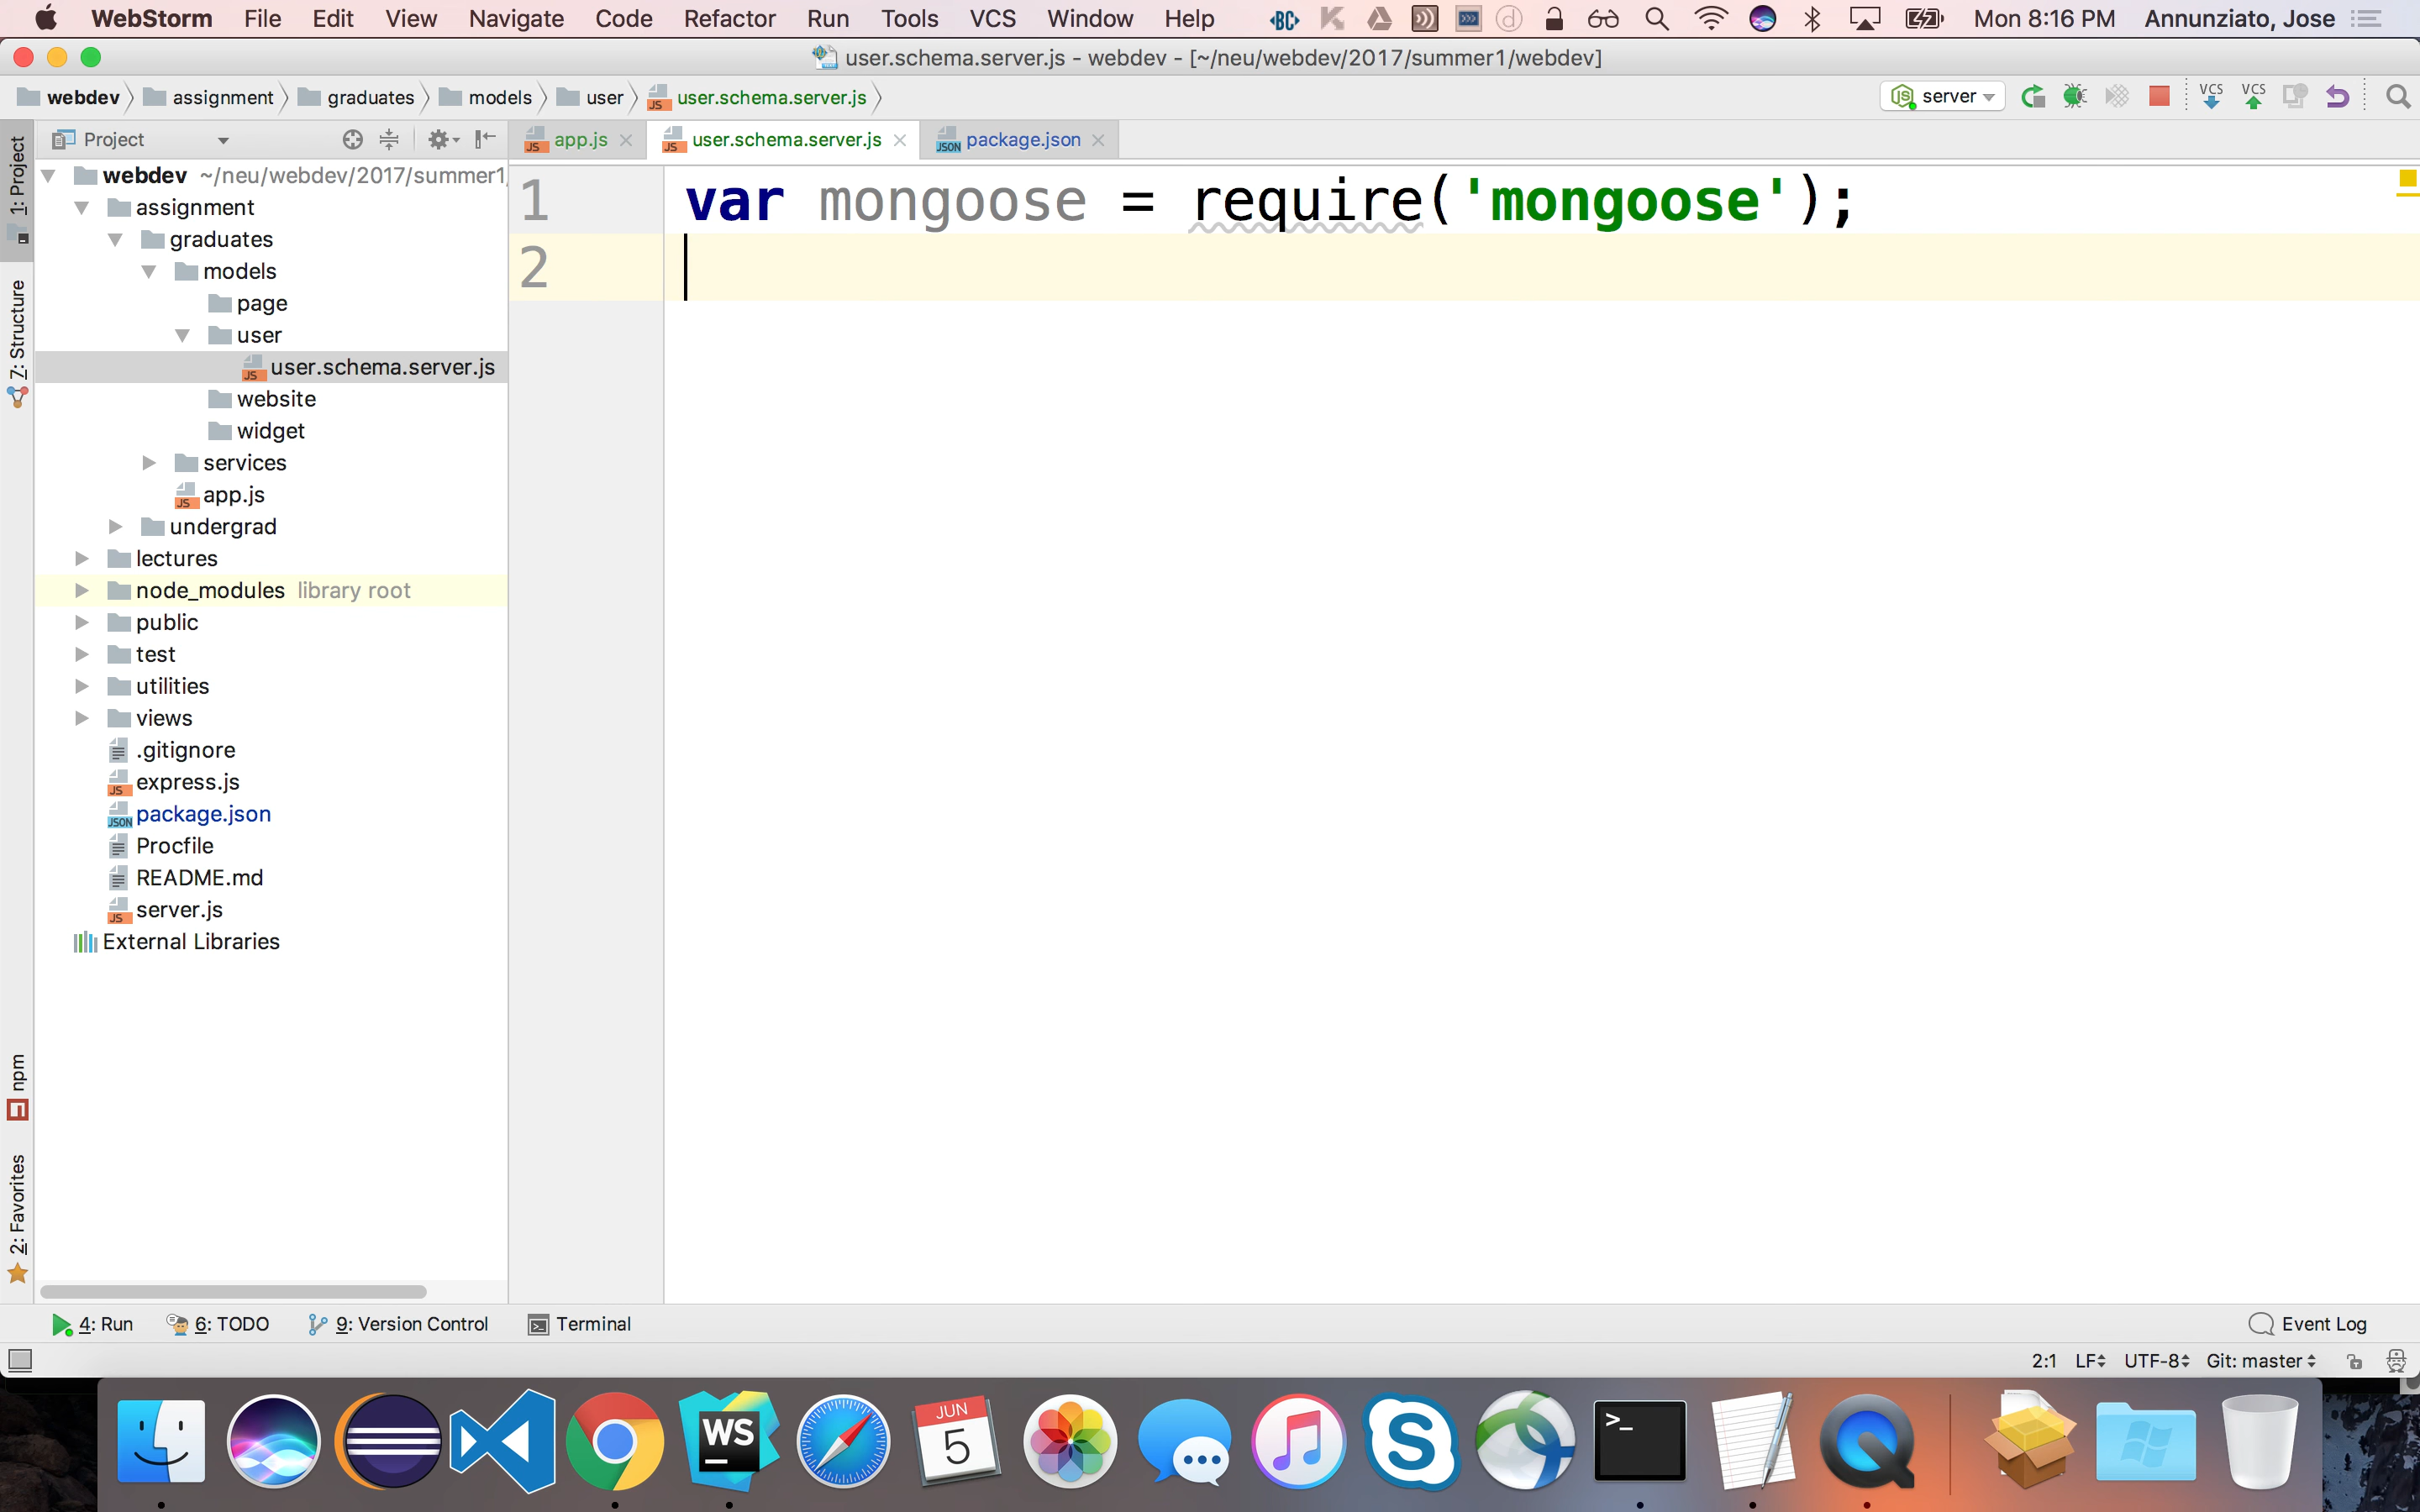 WebStorm File Edit View Navigate Code Refactor Run Tools VCS Window Help BC Mon 8:16 PM Annunziato, Jose
user.schema.server.js - webdev - [~/neu/webdev/2017/summer1/webdev]
webdev assignment graduates models user user.schema.server.js server VCS VCS
Project app.js user.schema.server.js package.json
1: Project
7: Structure
npm
2: Favorites
webdev ~/neu/webdev/2017/summer1
assignment
graduates
models
page
user
user.schema.server.js
website
widget
services
app.js
undergrad
lectures
node_modules library root
public
test
utilities
views
.gitignore
express.js
package.json
Procfile
README.md
server.js
External Libraries
1 var mongoose = require('mongoose');
2
4: Run 6: TODO 9: Version Control Terminal Event Log
2:1 LF UTF-8 Git: master
WS
JUN
5